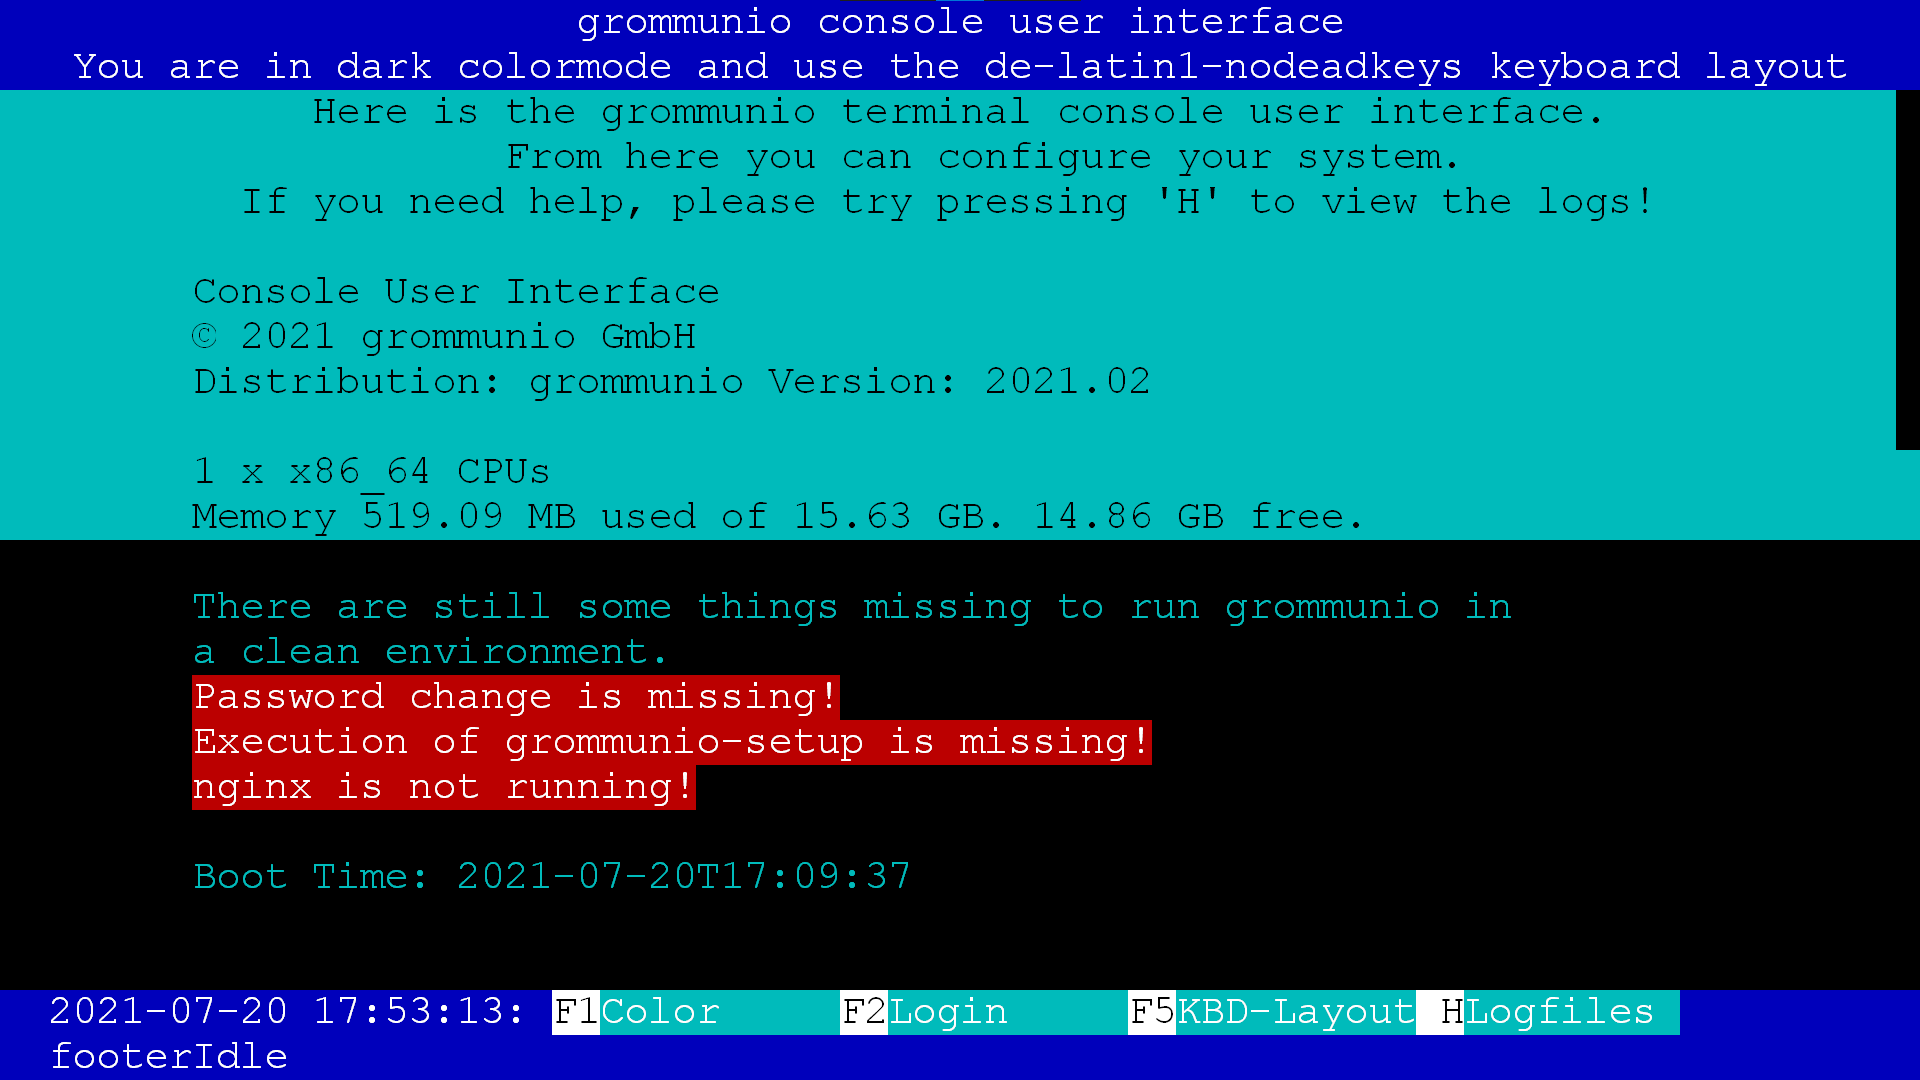 grommunio console user interface
You are in dark colormode and use the de-latin1-nodeadkeys keyboard layout
Here is the grommunio terminal console user interface.
From here you can configure your system.
If you need help, please try pressing 'H' to view the logs!
Console User Interface
© 2021 grommunio GmbH
Distribution: grommunio Version: 2021.02
1 x x86_64 CPUs
Memory 519.09 MB used of 15.63 GB. 14.86 GB free.
There are still some things missing to run grommunio in
a clean environment.
Password change is missing!
Execution of grommunio-setup is missing!
nginx is not running!
Boot Time: 2021-07-20T17:09:37
2021-07-20 17:53:13: F1Color F2Login F5KBD-Layout HLogfiles
footerIdle